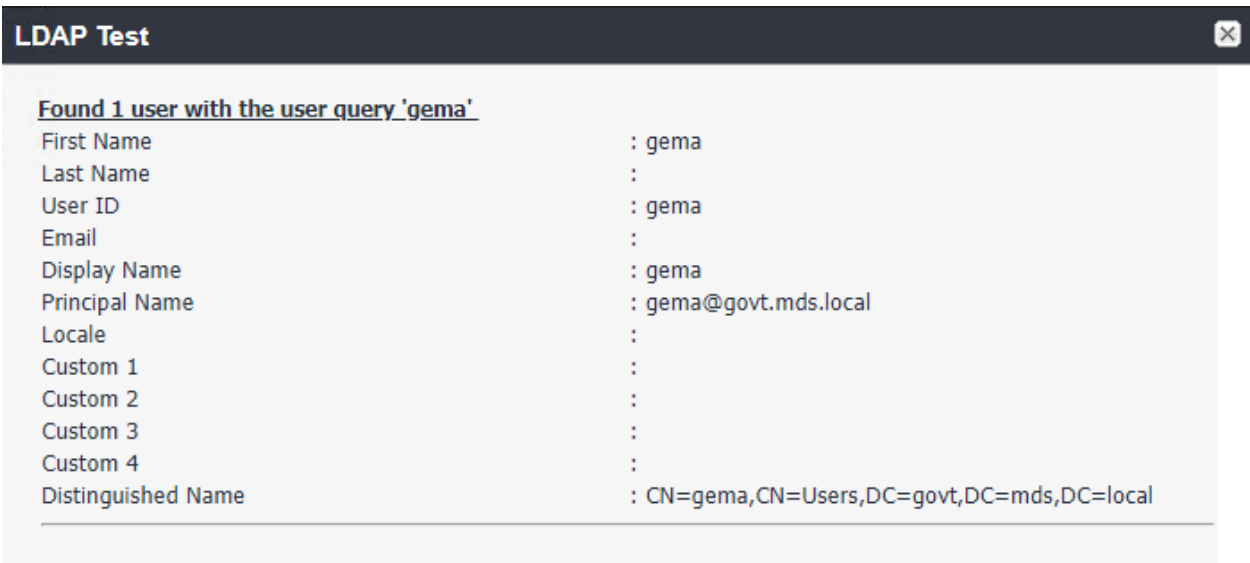 LDAP Test
Found 1 user with the user query 'gema'
First Name : gema
Last Name :
User ID : gema
Email :
Display Name : gema
Principal Name : gema@govt.mds.local
Locale :
Custom 1 :
Custom 2 :
Custom 3 :
Custom 4 :
Distinguished Name : CN=gema,CN=Users,DC=govt,DC=mds,DC=local